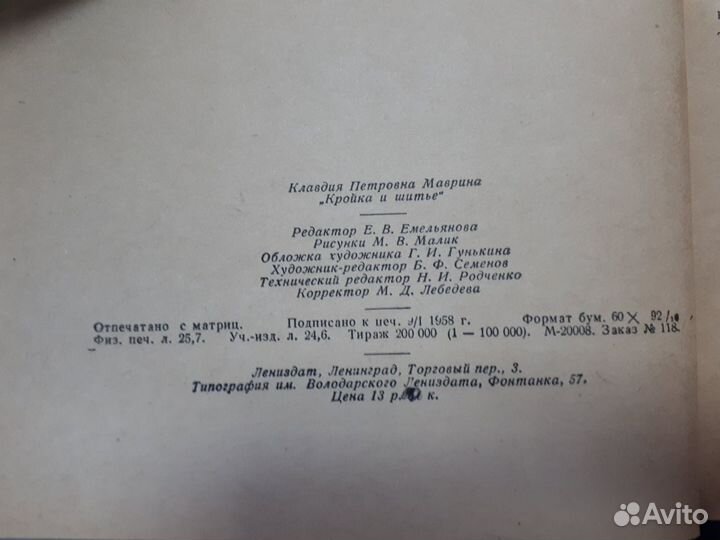 Клавдия Петровна Маврина
„Кройка и шитье“
Редактор Е. В. Емельянова
Рисунки М. В. Малик
Обложка художника Г. И. Гунькина
Художник-редактор Б. Ф. Семенов
Технический редактор Н. И. Родченко
Корректор М. Д. Лебедева
Отпечатано с матриц. Подписано к печ. 9/I 1958 г. Формат бум. 60 × 92/16
Физ. печ. л. 25,7. Уч.-изд. л. 24,6. Тираж 200 000 (1 — 100 000). М-20008. Заказ № 118.
Лениздат, Ленинград, Торговый пер., 3.
Типография им. Володарского Лениздата, Фонтанка, 57.
Цена 13 р. к.
Avito